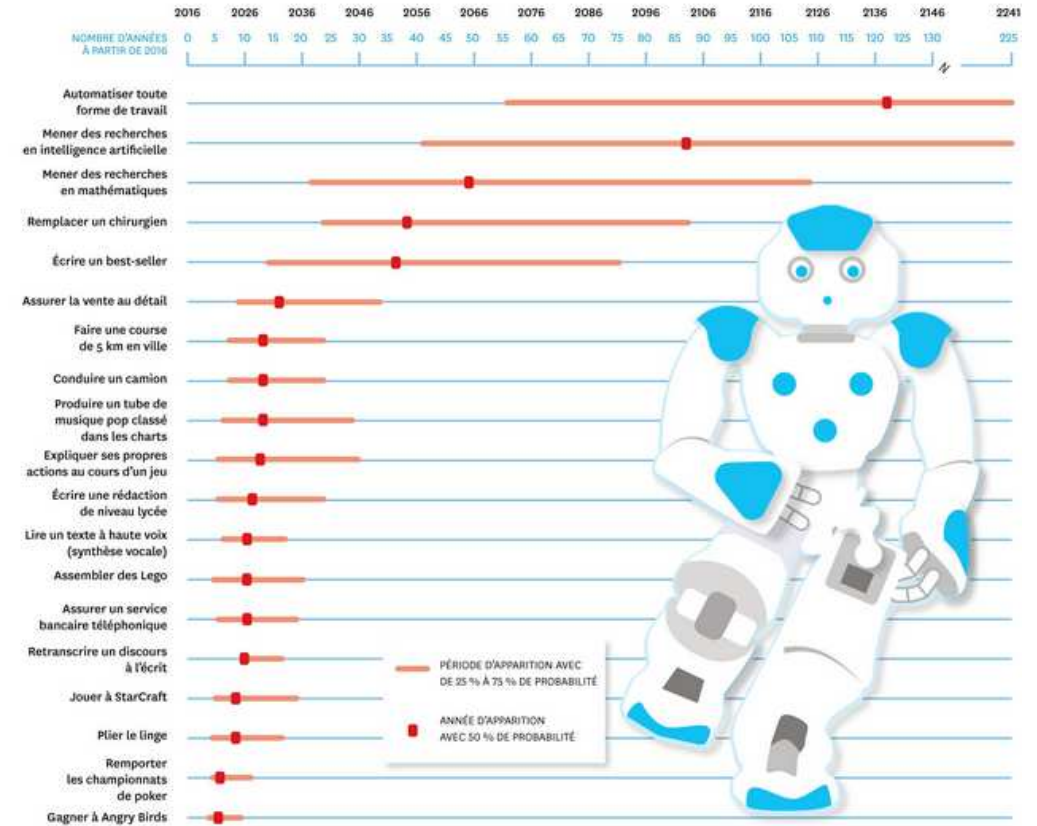 2016 2026 2036 2046 2056 2066 2076 2086 2096 2106 2116 2126 2136 2146 2241
NOMBRE D'ANNÉES
À PARTIR DE 2016
0 5 10 15 20 25 30 35 40 45 50 55 60 65 70 75 80 85 90 95 100 105 110 115 120 125 130 225
Automatiser toute
forme de travail
Mener des recherches
en intelligence artificielle
Mener des recherches
en mathématiques
Remplacer un chirurgien
Écrire un best-seller
Assurer la vente au détail
Faire une course
de 5 km en ville
Conduire un camion
Produire un tube de
musique pop classé
dans les charts
Expliquer ses propres
actions au cours d'un jeu
Écrire une rédaction
de niveau lycée
Lire un texte à haute voix
(synthèse vocale)
Assembler des Lego
Assurer un service
bancaire téléphonique
Retranscrire un discours
à l'écrit
Jouer à StarCraft
Plier le linge
Remporter
les championnats
de poker
Gagner à Angry Birds
PÉRIODE D'APPARITION AVEC
DE 25 % À 75 % DE PROBABILITÉ
ANNÉE D'APPARITION
AVEC 50 % DE PROBABILITÉ